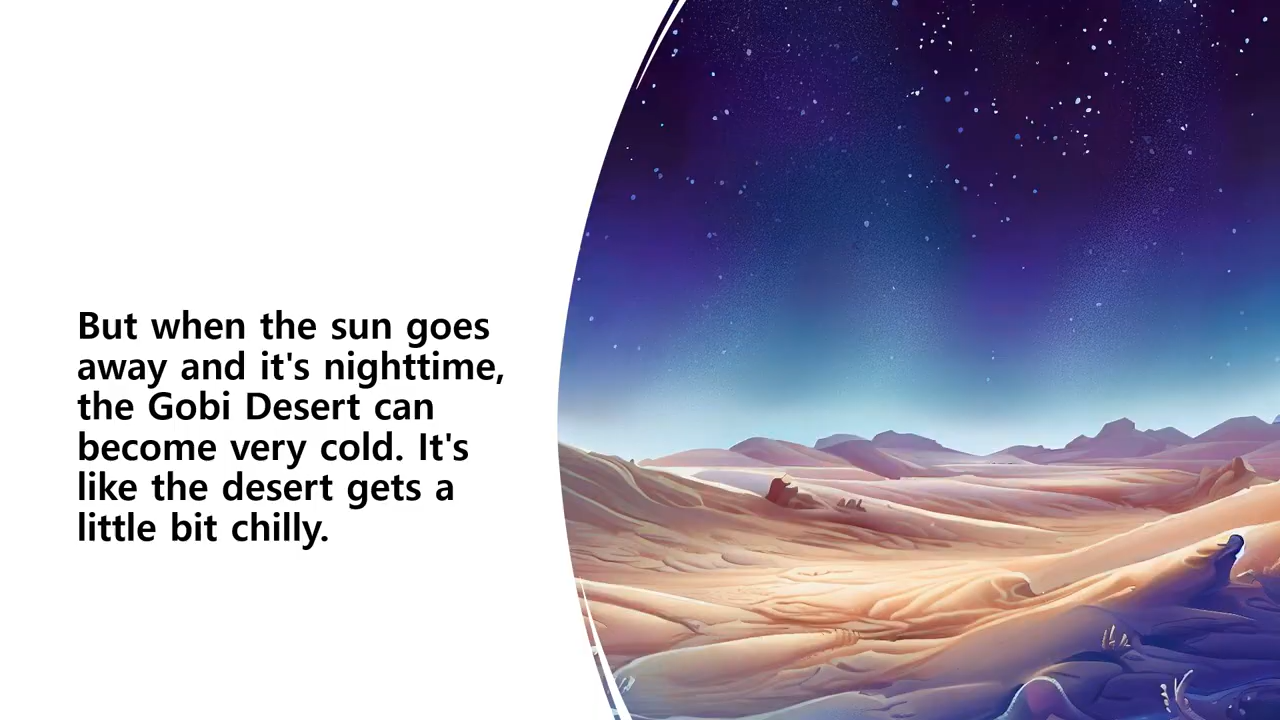 But when the sun goes
away and it's nighttime,
the Gobi Desert can
become very cold. It's
like the desert gets a
little bit chilly.